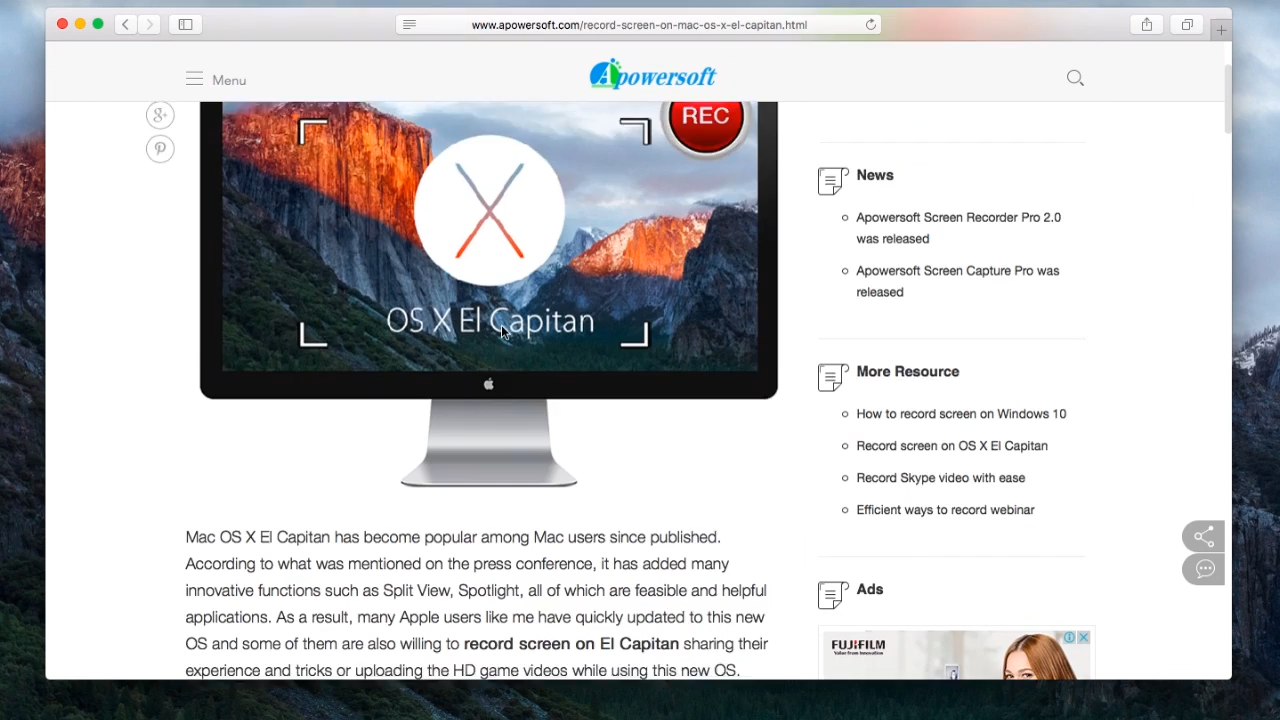 www.apowersoft.com/record-screen-on-mac-os-x-el-capitan.html
Menu
Apowersoft
g+
REC
OS X El Capitan
Mac OS X El Capitan has become popular among Mac users since published.
According to what was mentioned on the press conference, it has added many
innovative functions such as Split View, Spotlight, all of which are feasible and helpful
applications. As a result, many Apple users like me have quickly updated to this new
OS and some of them are also willing to record screen on El Capitan sharing their
experience and tricks or uploading the HD game videos while using this new OS.
News
Apowersoft Screen Recorder Pro 2.0
was released
Apowersoft Screen Capture Pro was
released
More Resource
How to record screen on Windows 10
Record screen on OS X El Capitan
Record Skype video with ease
Efficient ways to record webinar
Ads
FUJIFILM
Value from Innovation